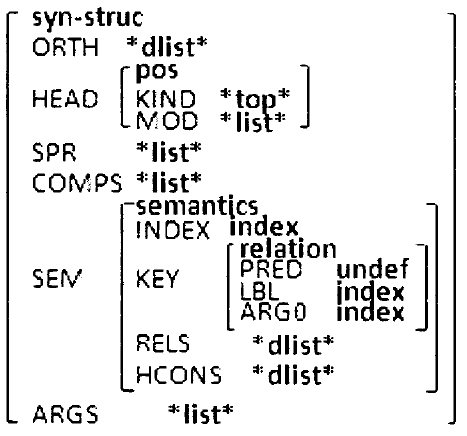 syn-struc
ORTH *dlist*
pos
HEAD KIND *top*
MOD *list*
SPR *list*
COMPS *list*
semantics
INDEX index
relation
PRED undef
SEM KEY LBL index
ARG0 index
RELS *dlist*
HCONS *dlist*
ARGS *list*